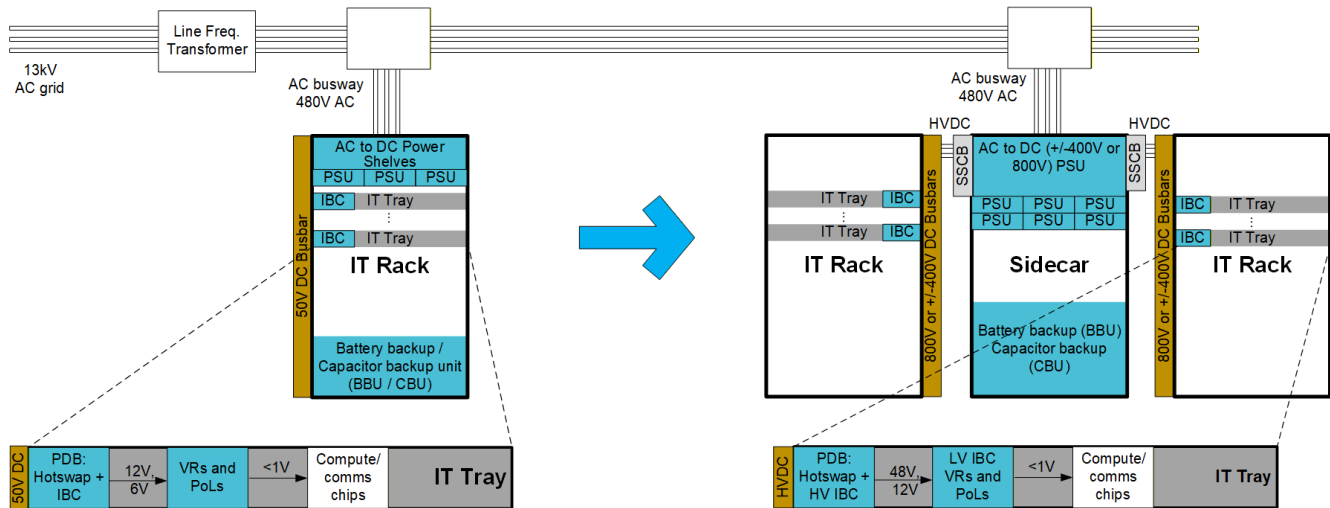 Line Freq.
Transformer
13kV
AC grid
AC busway
480V AC
AC to DC Power
Shelves
PSU
PSU
PSU
IBC
IT Tray
IBC
IT Tray
IT Rack
50V DC Busbar
Battery backup /
Capacitor backup unit
(BBU / CBU)
50V DC
PDB:
Hotswap +
IBC
12V,
6V
VRs and
PoLs
<1V
Compute/
comms
chips
IT Tray
AC busway
480V AC
HVDC
HVDC
SSCB
AC to DC (+/-400V or
800V) PSU
SSCB
PSU
PSU
PSU
PSU
PSU
PSU
IT Tray
IBC
IT Tray
IBC
IT Rack
800V or +/-400V DC Busbars
Sidecar
Battery backup (BBU)
Capacitor backup
(CBU)
800V or +/-400V DC Busbars
IBC
IT Tray
IBC
IT Tray
IT Rack
HVDC
PDB:
Hotswap +
HV IBC
48V,
12V
LV IBC
VRs and
PoLs
<1V
Compute/
comms
chips
IT Tray